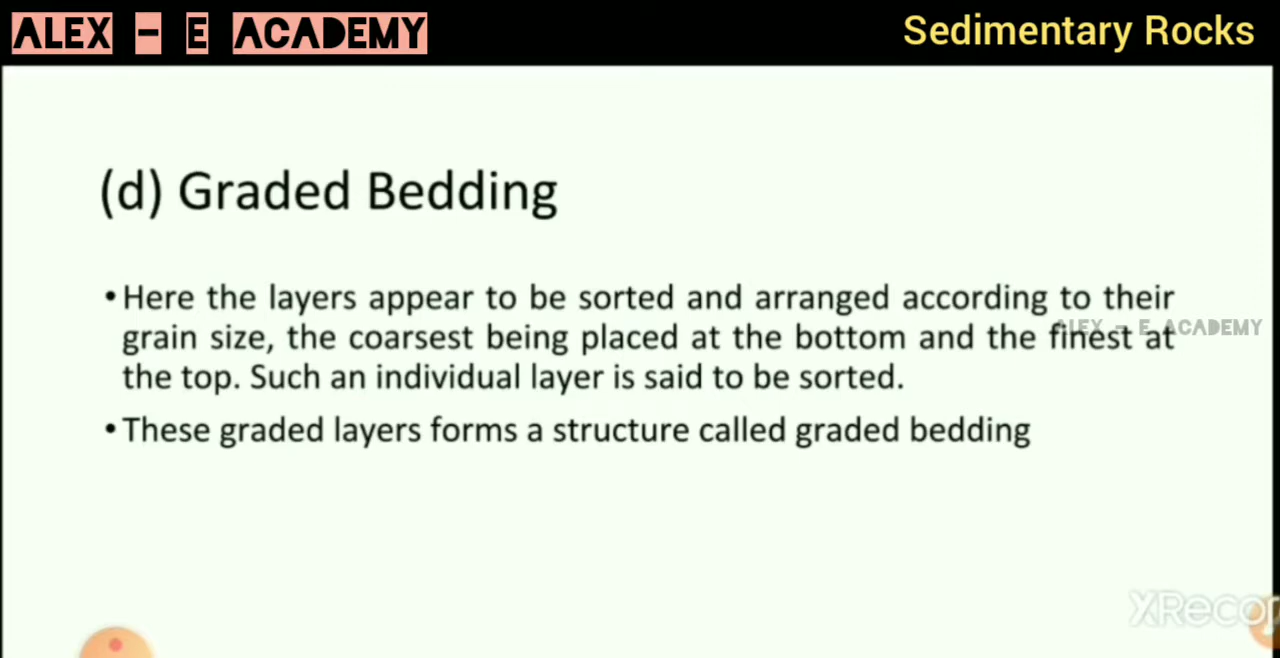 ALEX - E ACADEMY
Sedimentary Rocks
(d) Graded Bedding
•Here the layers appear to be sorted and arranged according to their
grain size, the coarsest being placed at the bottom and the finest at
ALEX - E ACADEMY
the top. Such an individual layer is said to be sorted.
•These graded layers forms a structure called graded bedding
XRecor